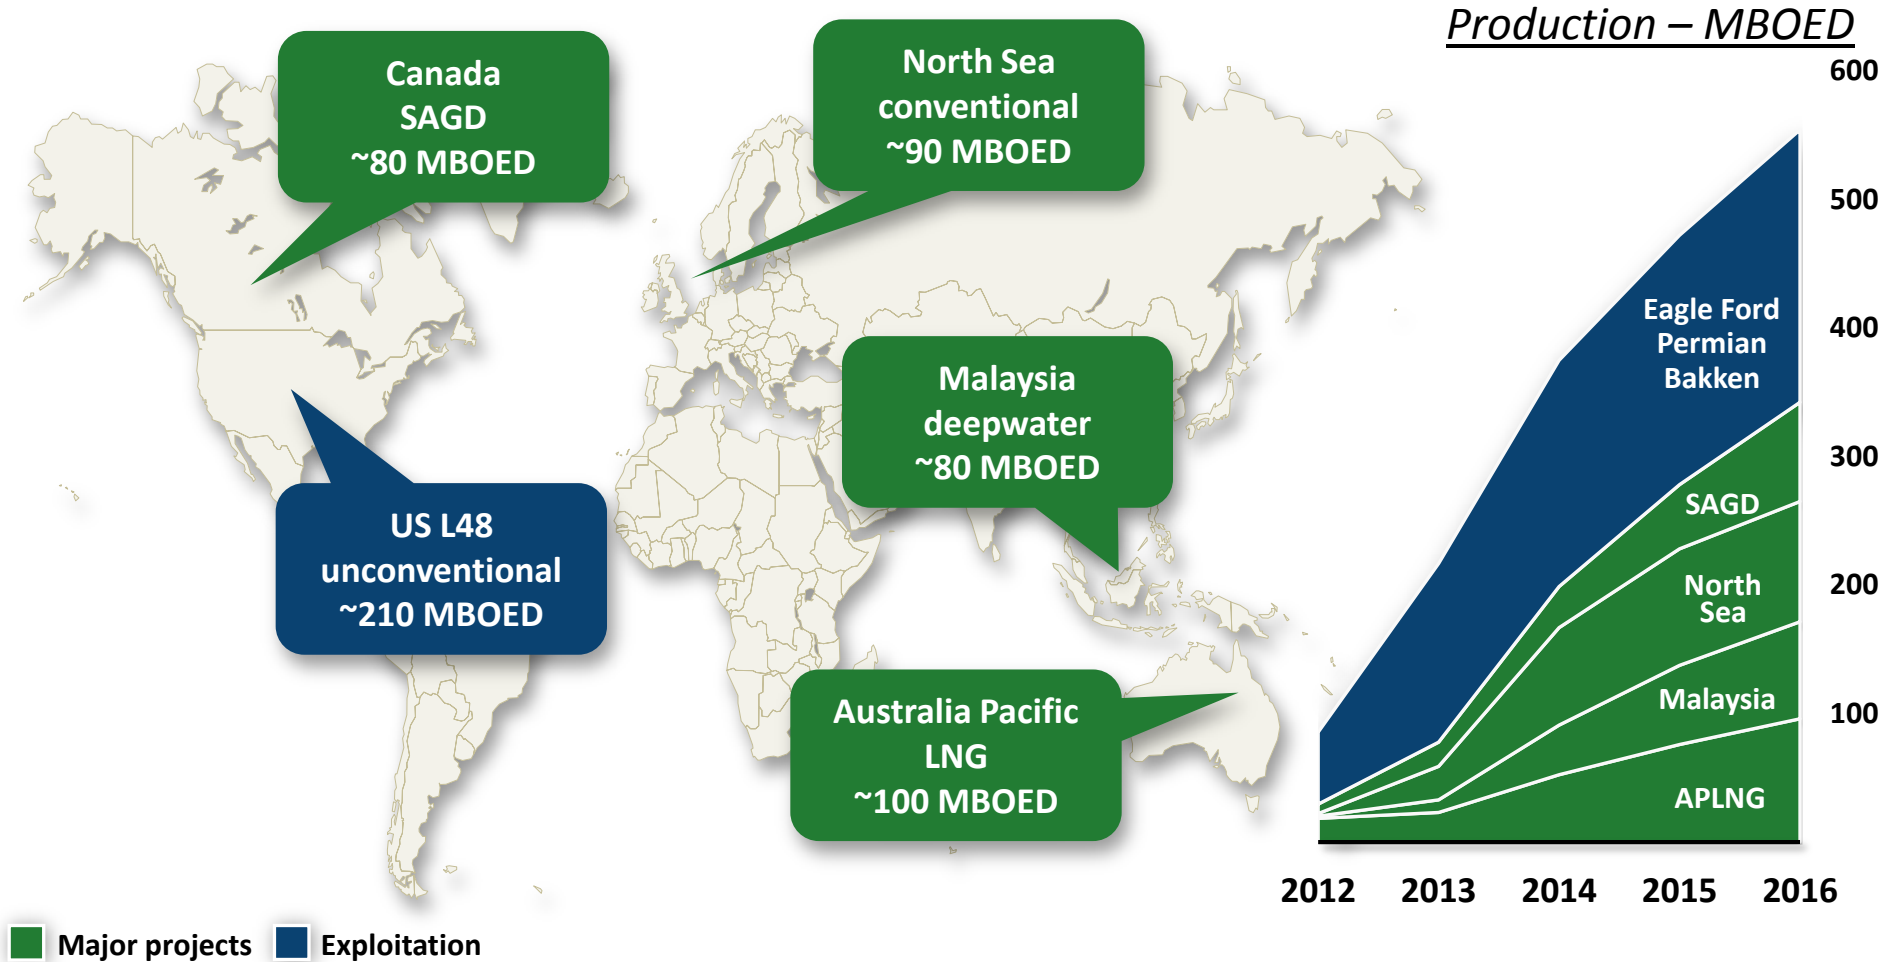 Production – MBOED
Canada
SAGD
~80 MBOED
North Sea
conventional
~90 MBOED
Malaysia
deepwater
~80 MBOED
US L48
unconventional
~210 MBOED
Australia Pacific
LNG
~100 MBOED
600
500
400
300
200
100
Eagle Ford
Permian
Bakken
SAGD
North
Sea
Malaysia
APLNG
2012 2013 2014 2015 2016
Major projects Exploitation